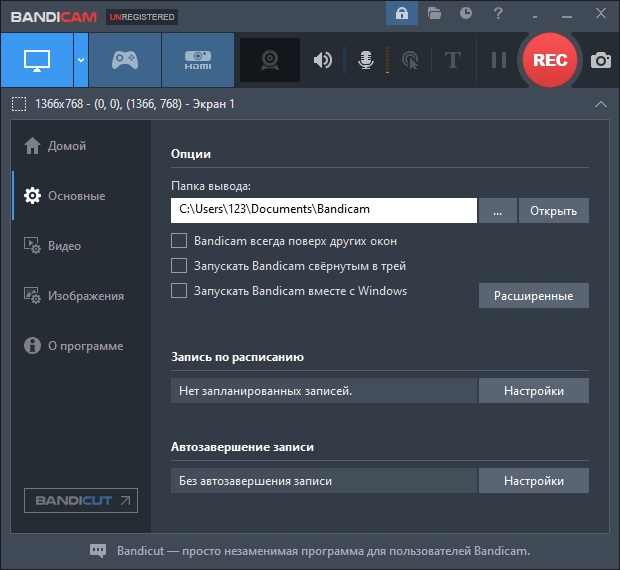 BANDICAM UNREGISTERED
?
HDMI
T
REC
1366x768 - (0, 0), (1366, 768) - Экран 1
Домой
Основные
Видео
Изображения
О программе
BANDICUT
Опции
Папка вывода:
C:\Users\123\Documents\Bandicam
...
Открыть
Bandicam всегда поверх других окон
Запускать Bandicam свёрнутым в трей
Запускать Bandicam вместе с Windows
Расширенные
Запись по расписанию
Нет запланированных записей.
Настройки
Автозавершение записи
Без автозавершения записи
Настройки
Bandicut — просто незаменимая программа для пользователей Bandicam.